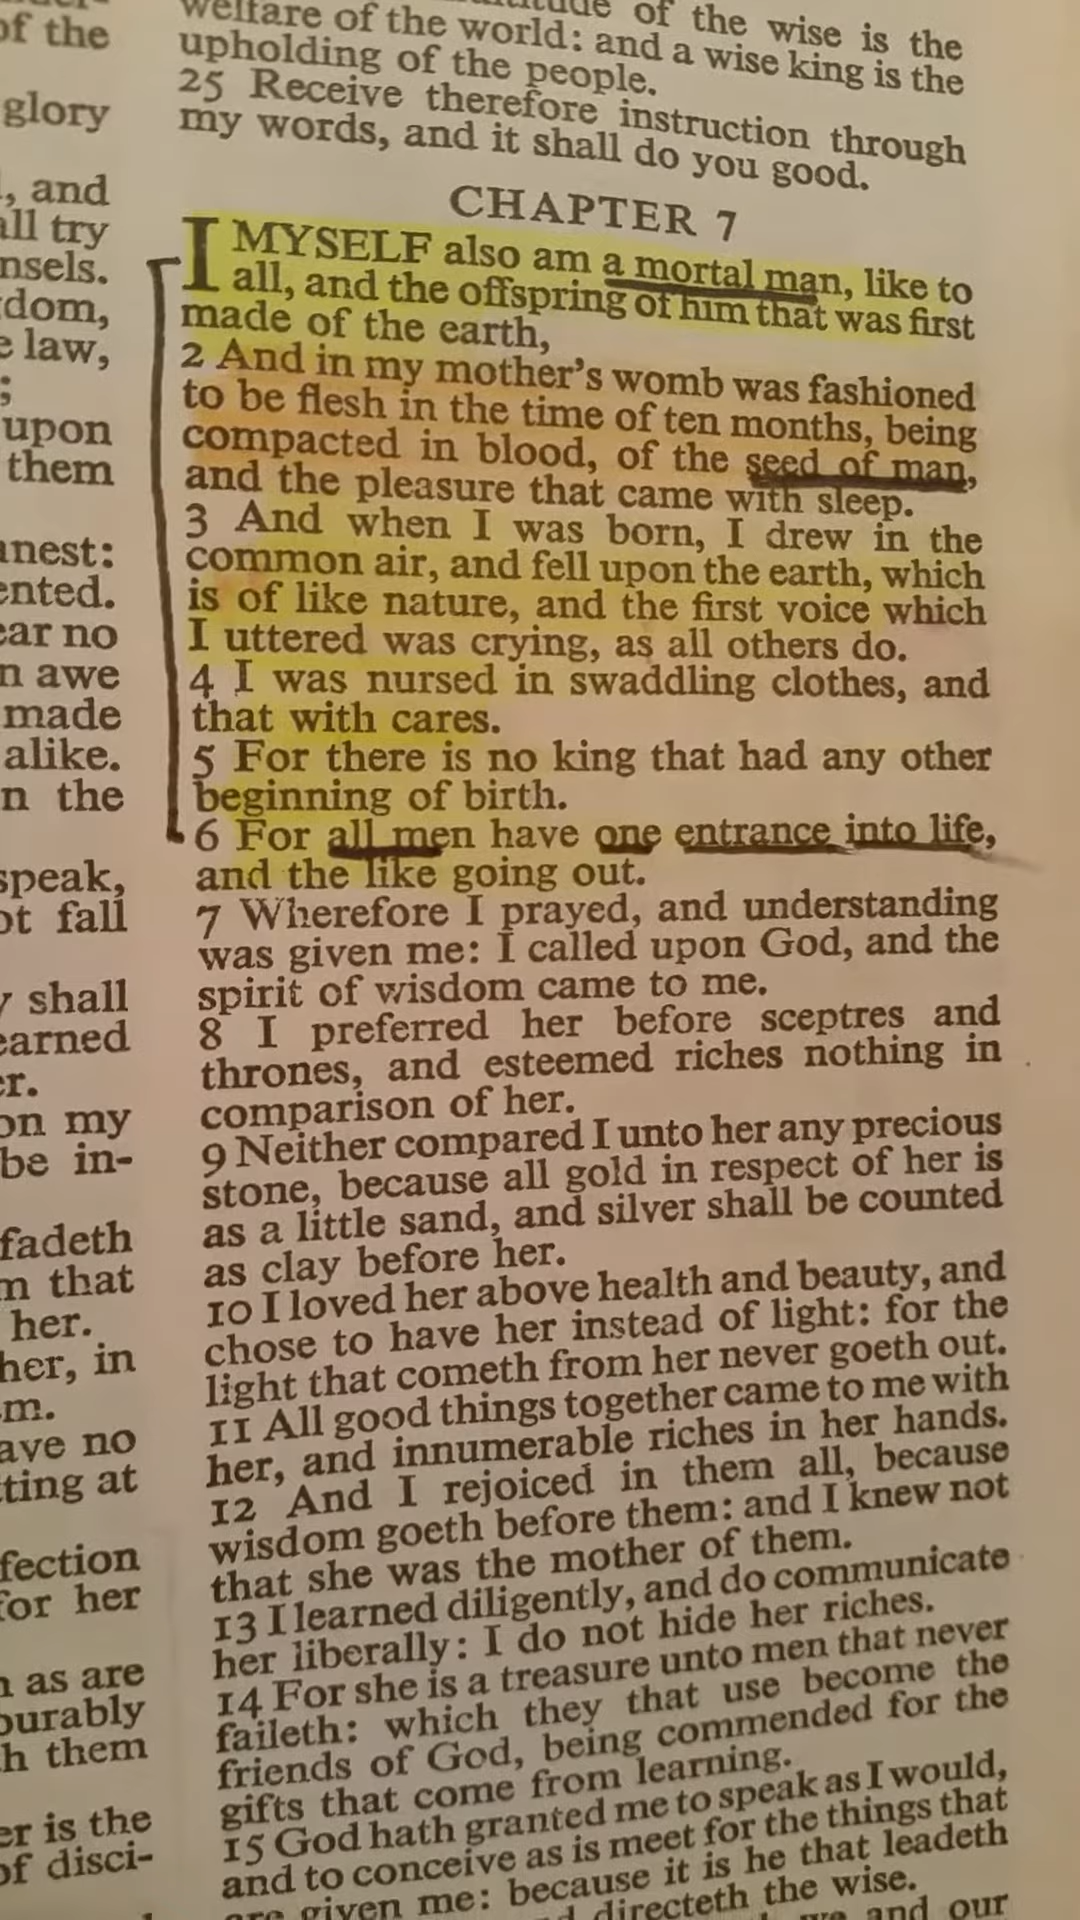 of the
glory
, and
all try
nsels.
dom,
e law,
;
upon
them
anest:
ented.
ear no
n awe
made
alike.
n the
speak,
ot fall
y shall
earned
er.
on my
be in-
fadeth
m that
her.
her, in
m.
ave no
ting at
fection
for her
n as are
ourably
h them
er is the
of disci-
of the wise is the
welfare of the world: and a wise king is the
upholding of the people.
25 Receive therefore instruction through
my words, and it shall do you good.
CHAPTER 7
I MYSELF also am a mortal man, like to
all, and the offspring of him that was first
made of the earth,
2 And in my mother's womb was fashioned
to be flesh in the time of ten months, being
compacted in blood, of the seed of man,
and the pleasure that came with sleep.
3 And when I was born, I drew in the
common air, and fell upon the earth, which
is of like nature, and the first voice which
I uttered was crying, as all others do.
4 I was nursed in swaddling clothes, and
that with cares.
5 For there is no king that had any other
beginning of birth.
6 For all men have one entrance into life,
and the like going out.
7 Wherefore I prayed, and understanding
was given me: I called upon God, and the
spirit of wisdom came to me.
8 I preferred her before sceptres and
thrones, and esteemed riches nothing in
comparison of her.
9 Neither compared I unto her any precious
stone, because all gold in respect of her is
as a little sand, and silver shall be counted
as clay before her.
10 I loved her above health and beauty, and
chose to have her instead of light: for the
light that cometh from her never goeth out.
11 All good things together came to me with
her, and innumerable riches in her hands.
12 And I rejoiced in them all, because
wisdom goeth before them: and I knew not
that she was the mother of them.
13 I learned diligently, and do communicate
her liberally: I do not hide her riches.
14 For she is a treasure unto men that never
faileth: which they that use become the
friends of God, being commended for the
gifts that come from learning.
15 God hath granted me to speak as I would,
and to conceive as is meet for the things that
are given me: because it is he that leadeth
directeth the wise.
and our